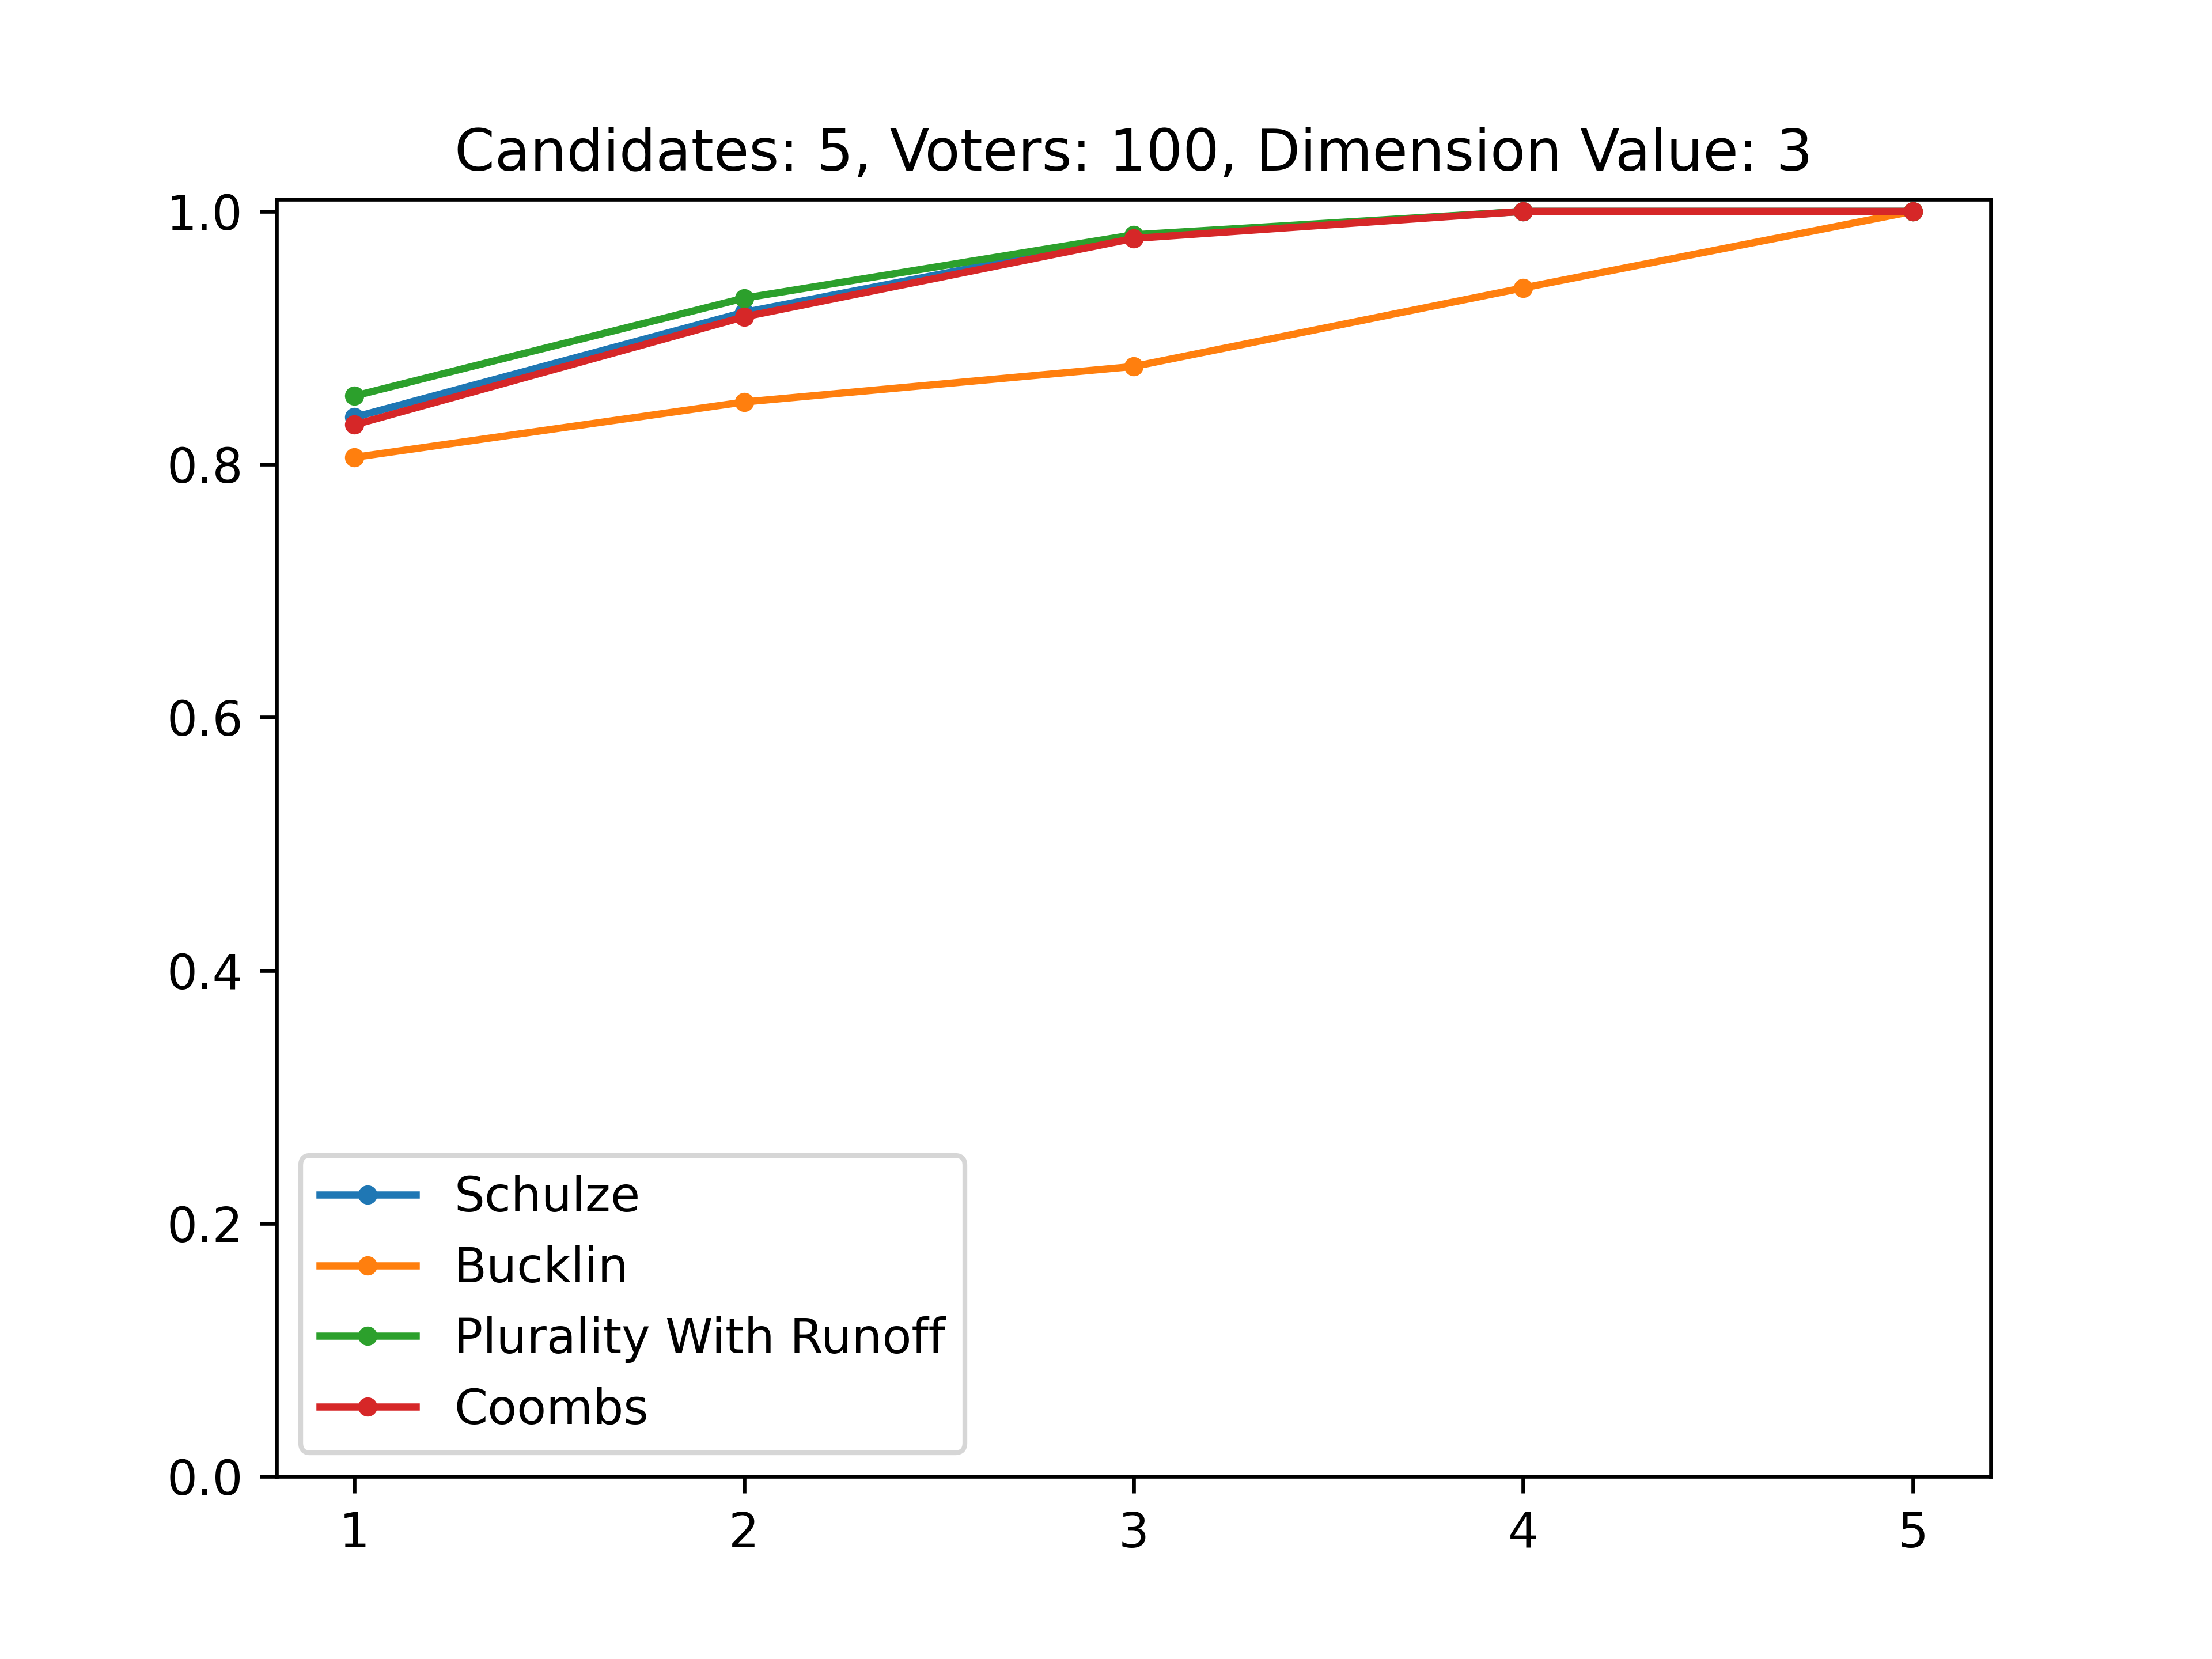 Candidates: 5, Voters: 100, Dimension Value: 3
1.0
0.8
0.6
0.4
0.2
0.0
Schulze
Bucklin
Plurality With Runoff
Coombs
1 2 3 4 5